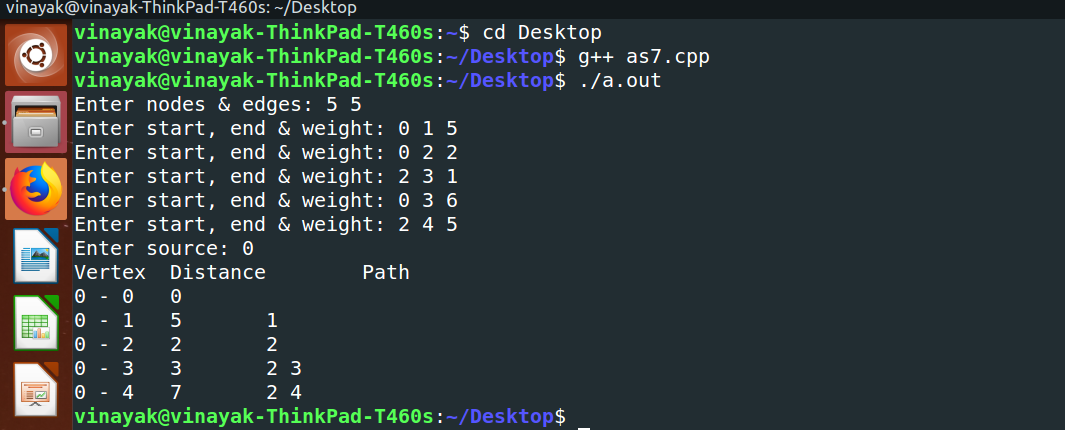 vinayak@vinayak-ThinkPad-T460s: ~/Desktop
vinayak@vinayak-ThinkPad-T460s:~$ cd Desktop
vinayak@vinayak-ThinkPad-T460s:~/Desktop$ g++ as7.cpp
vinayak@vinayak-ThinkPad-T460s:~/Desktop$ ./a.out
Enter nodes & edges: 5 5
Enter start, end & weight: 0 1 5
Enter start, end & weight: 0 2 2
Enter start, end & weight: 2 3 1
Enter start, end & weight: 0 3 6
Enter start, end & weight: 2 4 5
Enter source: 0
Vertex  Distance        Path
0 - 0   0
0 - 1   5       1
0 - 2   2       2
0 - 3   3       2 3
0 - 4   7       2 4
vinayak@vinayak-ThinkPad-T460s:~/Desktop$